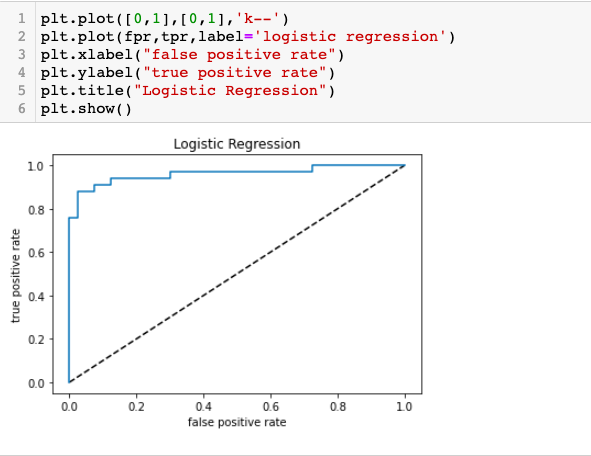 1 plt.plot([0,1],[0,1],'k--')
2 plt.plot(fpr,tpr,label='logistic regression')
3 plt.xlabel("false positive rate")
4 plt.ylabel("true positive rate")
5 plt.title("Logistic Regression")
6 plt.show()
Logistic Regression
true positive rate
1.0
0.8
0.6
0.4
0.2
0.0
0.0 0.2 0.4 0.6 0.8 1.0
false positive rate